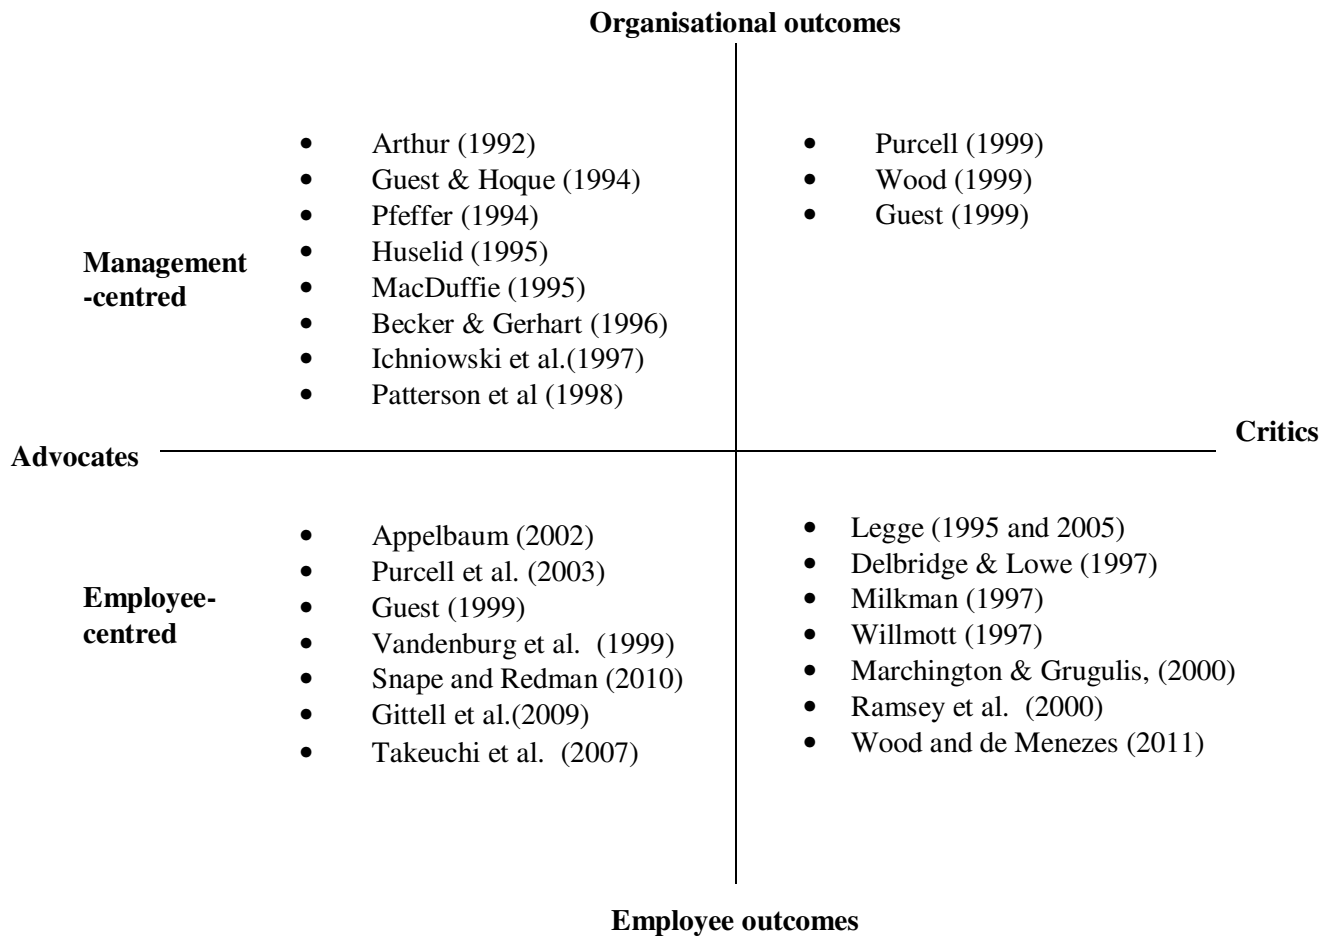 Organisational outcomes
• Arthur (1992)
• Guest & Hoque (1994)
• Pfeffer (1994)
• Huselid (1995)
• MacDuffie (1995)
• Becker & Gerhart (1996)
• Ichniowski et al.(1997)
• Patterson et al (1998)
• Purcell (1999)
• Wood (1999)
• Guest (1999)
Management
-centred
Critics
Advocates
• Appelbaum (2002)
• Purcell et al. (2003)
• Guest (1999)
• Vandenburg et al. (1999)
• Snape and Redman (2010)
• Gittell et al.(2009)
• Takeuchi et al. (2007)
• Legge (1995 and 2005)
• Delbridge & Lowe (1997)
• Milkman (1997)
• Willmott (1997)
• Marchington & Grugulis, (2000)
• Ramsey et al. (2000)
• Wood and de Menezes (2011)
Employee-
centred
Employee outcomes